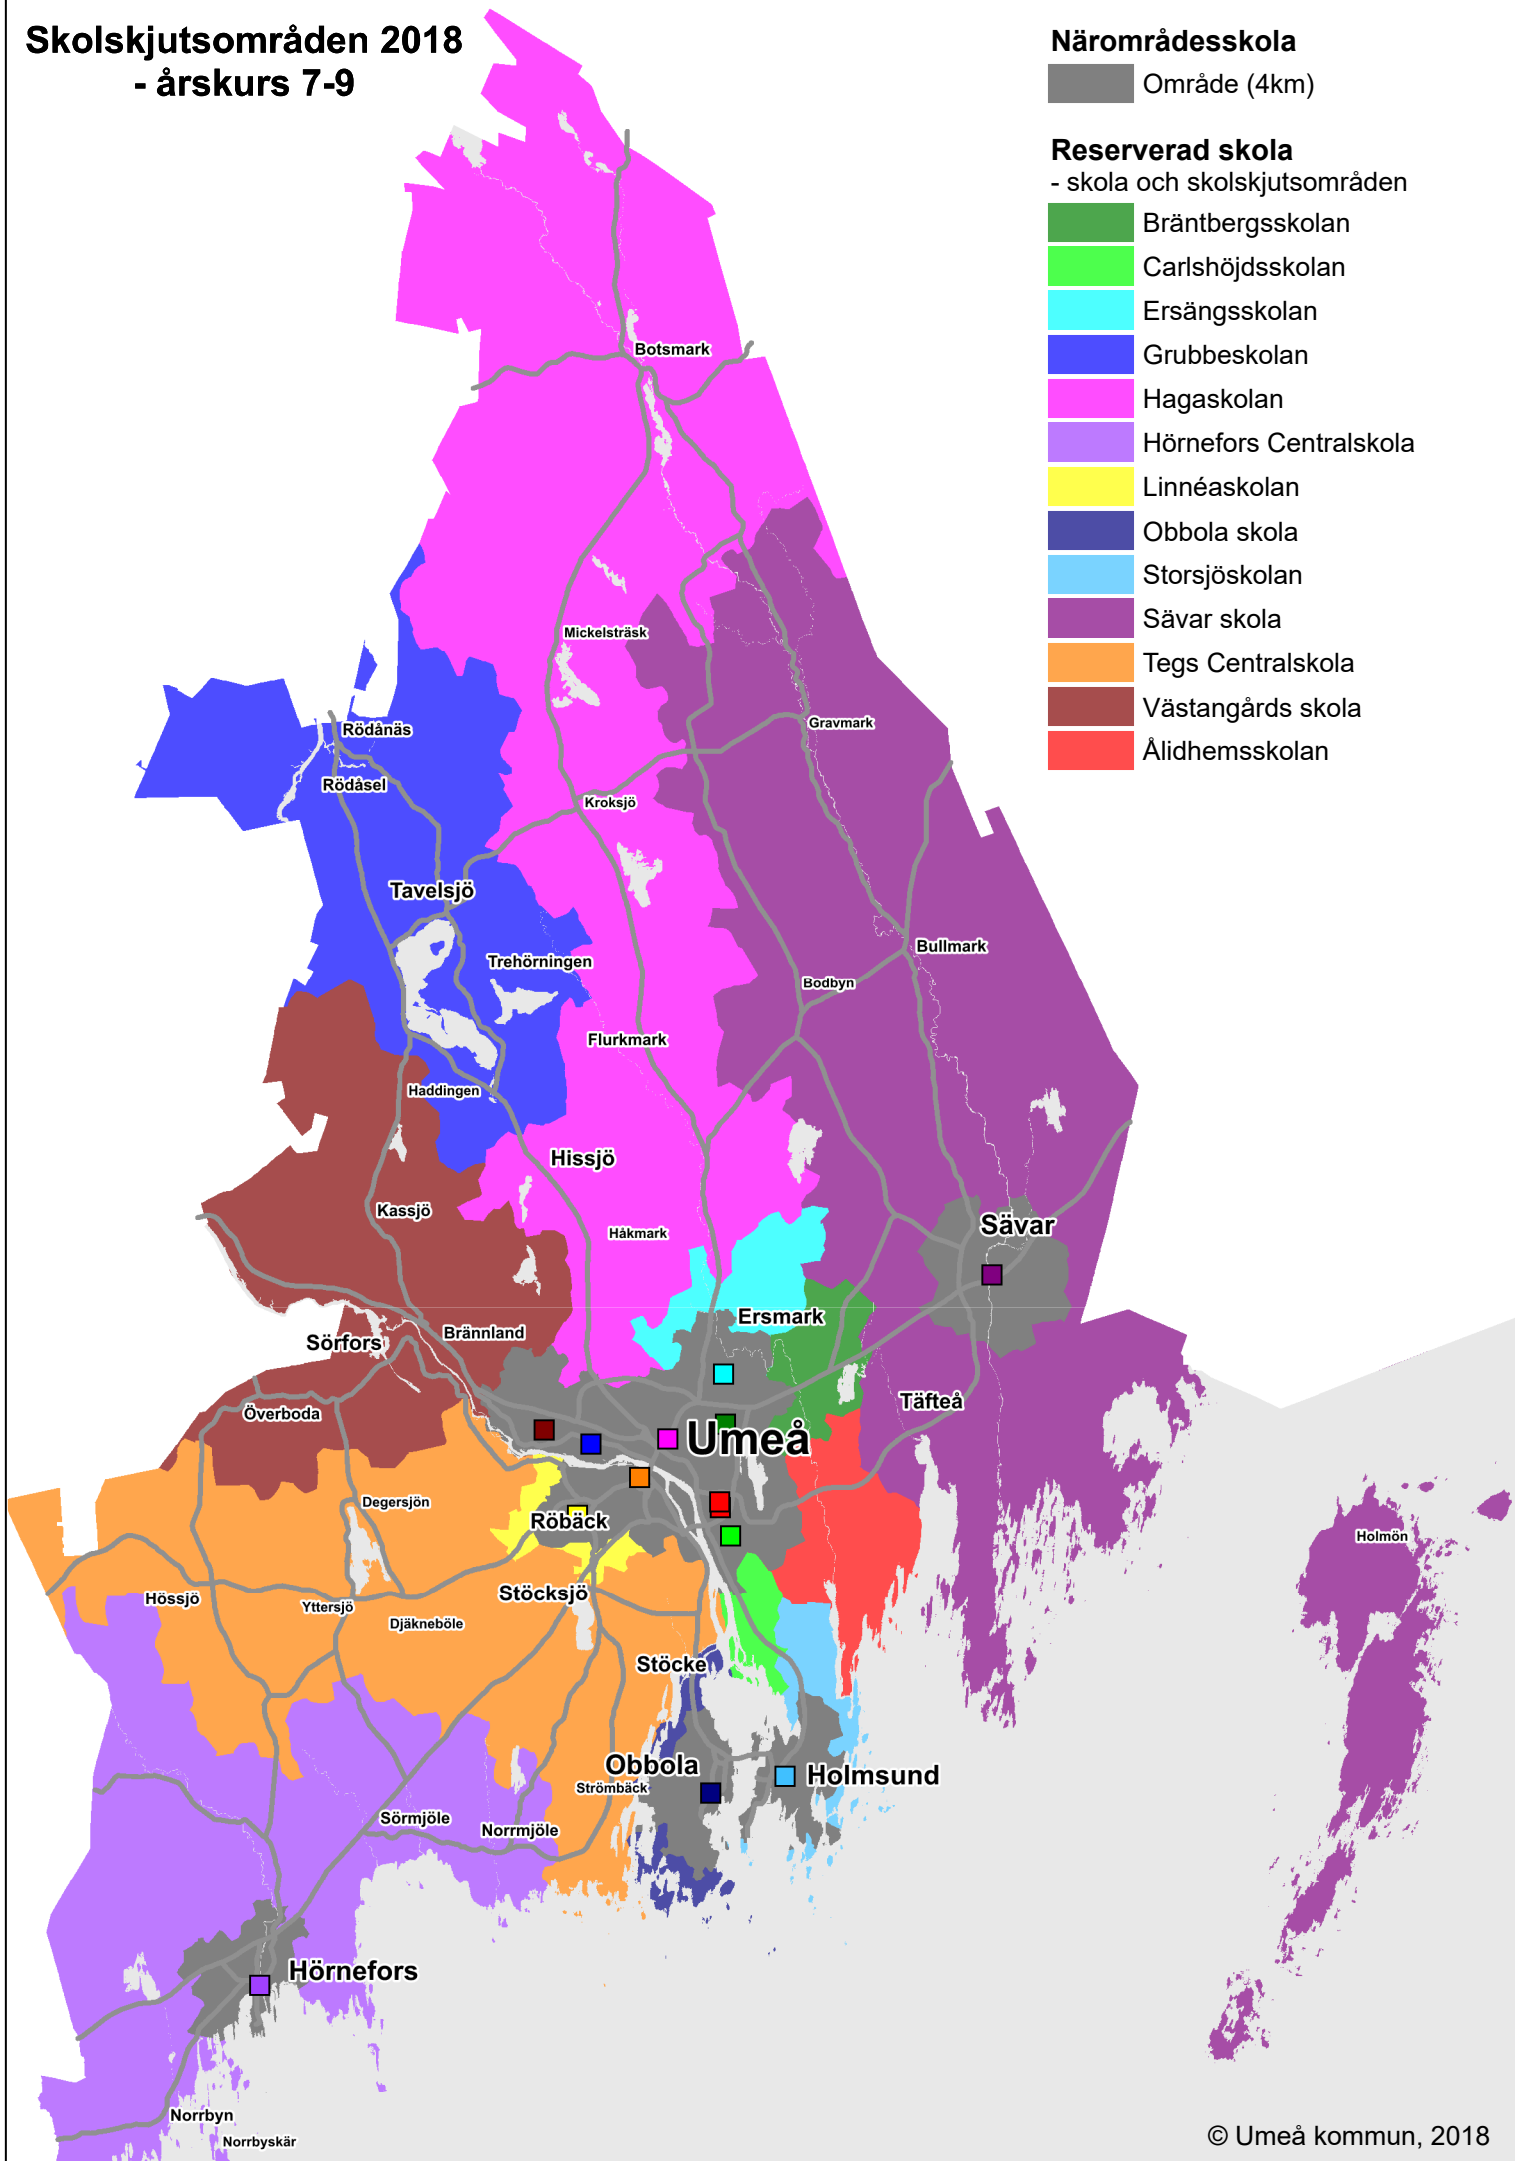 Skolskjutsområden 2018
- årskurs 7-9
Närområdesskola
Område (4km)
Reserverad skola
- skola och skolskjutsområden
Bräntbergsskolan
Carlshöjdsskolan
Ersängsskolan
Grubbeskolan
Hagaskolan
Hörnefors Centralskola
Linnéaskolan
Obbola skola
Storsjöskolan
Sävar skola
Tegs Centralskola
Västangårds skola
Ålidhemsskolan
Botsmark
Mickelsträsk
Gravmark
Rödånäs
Rödåsel
Kroksjö
Tavelsjö
Bullmark
Trehörningen
Bodbyn
Flurkmark
Haddingen
Hissjö
Kassjö
Sävar
Håkmark
Ersmark
Brännland
Sörfors
Täfteå
Överboda
Umeå
Degersjön
Röbäck
Holmön
Stöcksjö
Hössjö
Yttersjö
Djäkneböle
Stöcke
Obbola
Holmsund
Strömbäck
Sörmjöle
Norrmjöle
Hörnefors
Norrbyn
Norrbyskär
© Umeå kommun, 2018